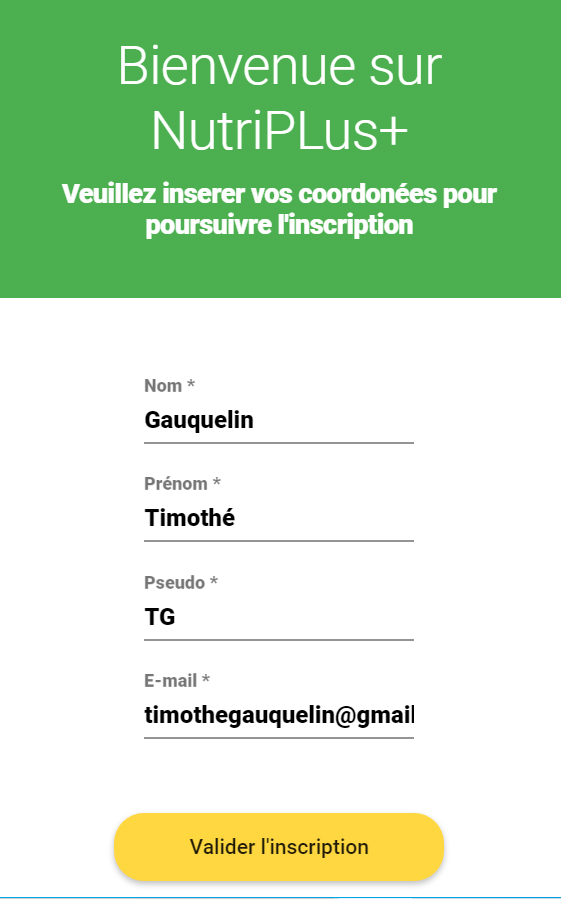 Bienvenue sur
NutriPLus+
Veuillez inserer vos coordonées pour
poursuivre l'inscription
Nom *
Gauquelin
Prénom *
Timothé
Pseudo *
TG
E-mail *
timothegauquelin@gmail
Valider l'inscription